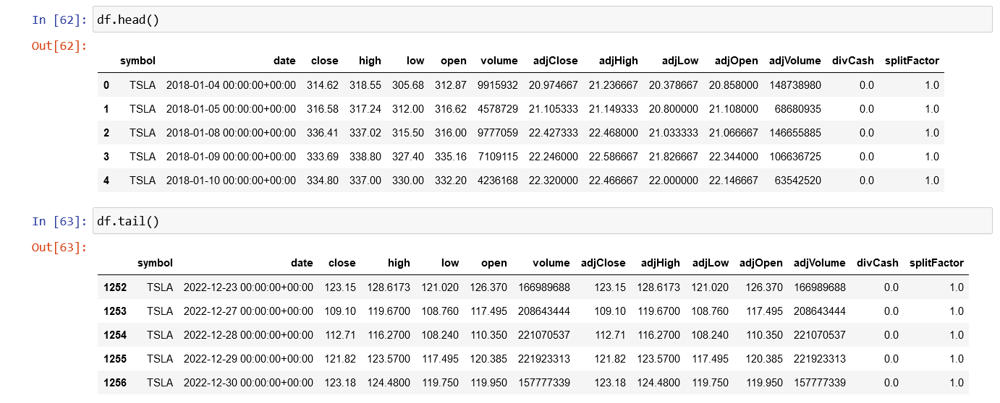 In [62]: df.head()
Out[62]:
symbol date close high low open volume adjClose adjHigh adjLow adjOpen adjVolume divCash splitFactor
0 TSLA 2018-01-04 00:00:00+00:00 314.62 318.55 305.68 312.87 9915932 20.974667 21.236667 20.378667 20.858000 148738980 0.0 1.0
1 TSLA 2018-01-05 00:00:00+00:00 316.58 317.24 312.00 316.62 4578729 21.105333 21.149333 20.800000 21.108000 68680935 0.0 1.0
2 TSLA 2018-01-08 00:00:00+00:00 336.41 337.02 315.50 316.00 9777059 22.427333 22.468000 21.033333 21.066667 146655885 0.0 1.0
3 TSLA 2018-01-09 00:00:00+00:00 333.69 338.80 327.40 335.16 7109115 22.246000 22.586667 21.826667 22.344000 106636725 0.0 1.0
4 TSLA 2018-01-10 00:00:00+00:00 334.80 337.00 330.00 332.20 4236168 22.320000 22.466667 22.000000 22.146667 63542520 0.0 1.0
In [63]: df.tail()
Out[63]:
symbol date close high low open volume adjClose adjHigh adjLow adjOpen adjVolume divCash splitFactor
1252 TSLA 2022-12-23 00:00:00+00:00 123.15 128.6173 121.020 126.370 166989688 123.15 128.6173 121.020 126.370 166989688 0.0 1.0
1253 TSLA 2022-12-27 00:00:00+00:00 109.10 119.6700 108.760 117.495 208643444 109.10 119.6700 108.760 117.495 208643444 0.0 1.0
1254 TSLA 2022-12-28 00:00:00+00:00 112.71 116.2700 108.240 110.350 221070537 112.71 116.2700 108.240 110.350 221070537 0.0 1.0
1255 TSLA 2022-12-29 00:00:00+00:00 121.82 123.5700 117.495 120.385 221923313 121.82 123.5700 117.495 120.385 221923313 0.0 1.0
1256 TSLA 2022-12-30 00:00:00+00:00 123.18 124.4800 119.750 119.950 157777339 123.18 124.4800 119.750 119.950 157777339 0.0 1.0